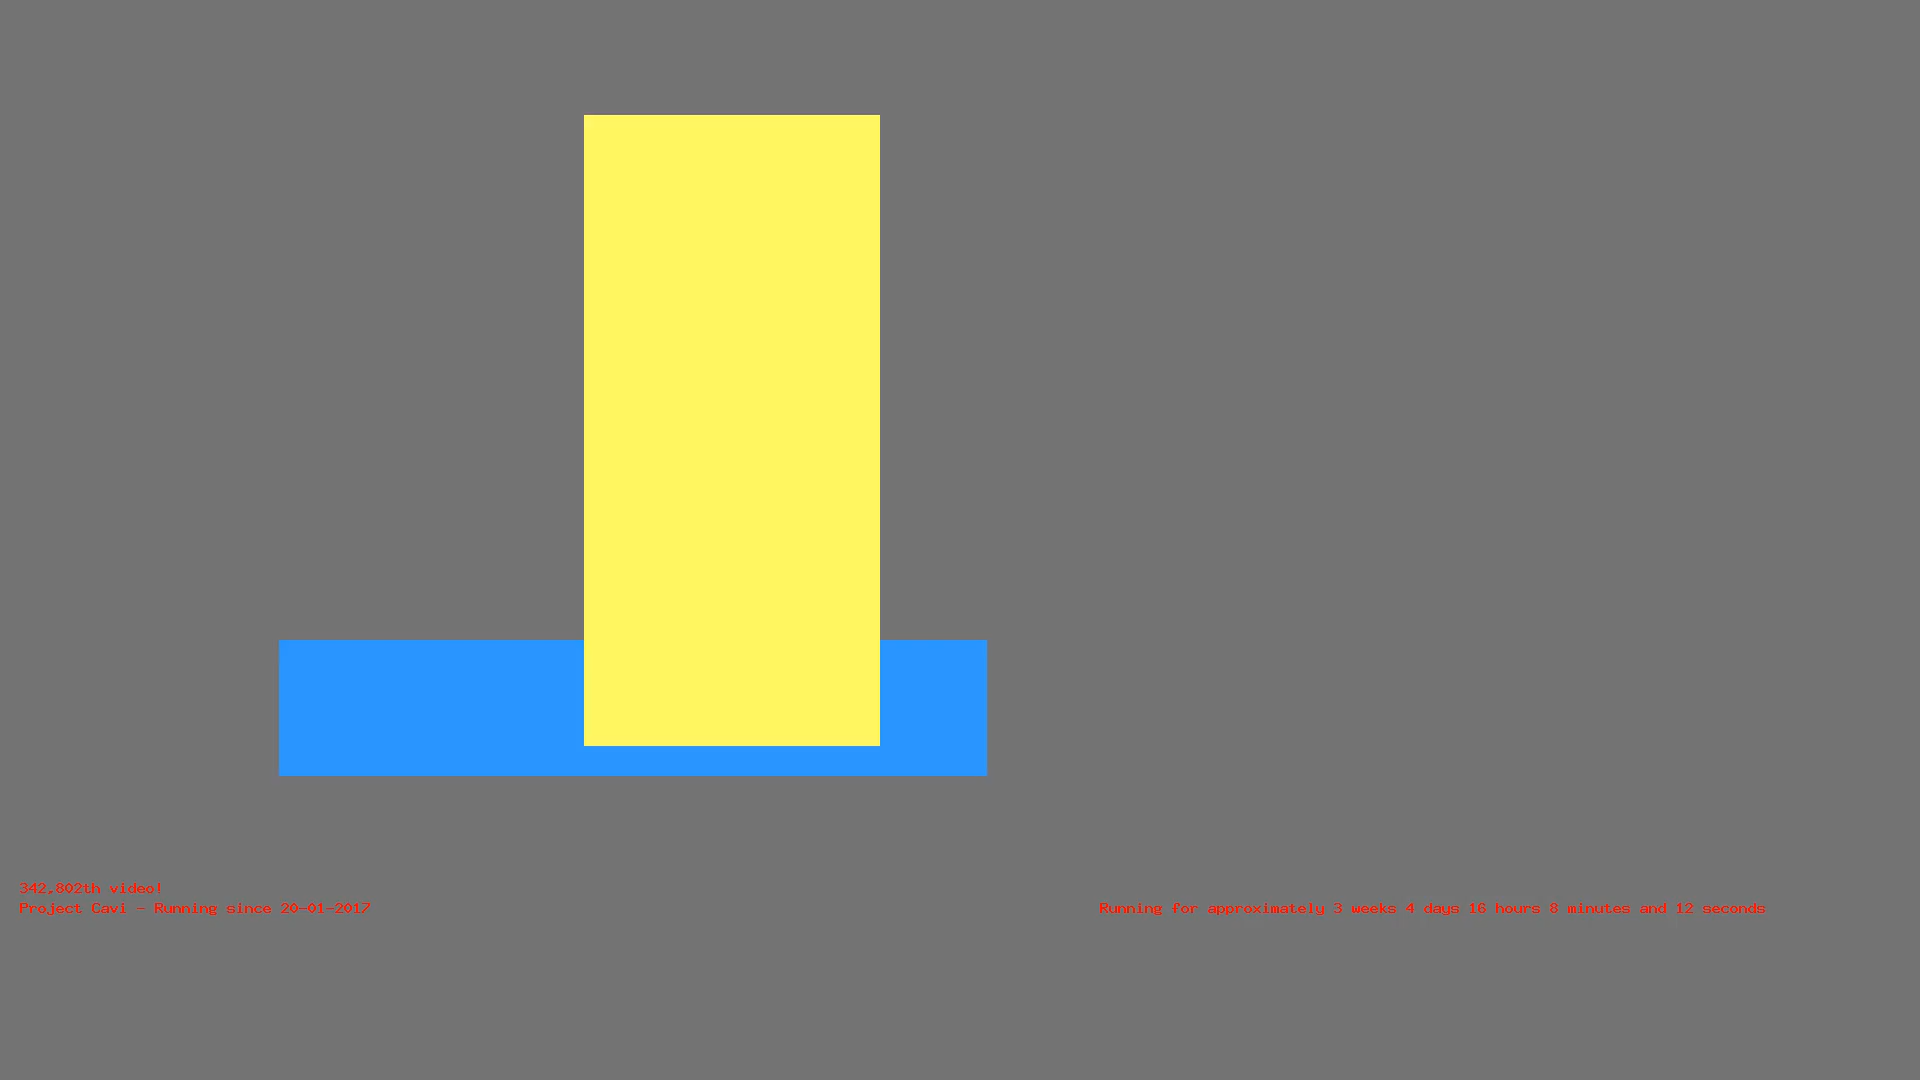 342,802th video!
Project Cavi - Running since 20-01-2017
Running for approximately 3 weeks 4 days 16 hours 8 minutes and 12 seconds